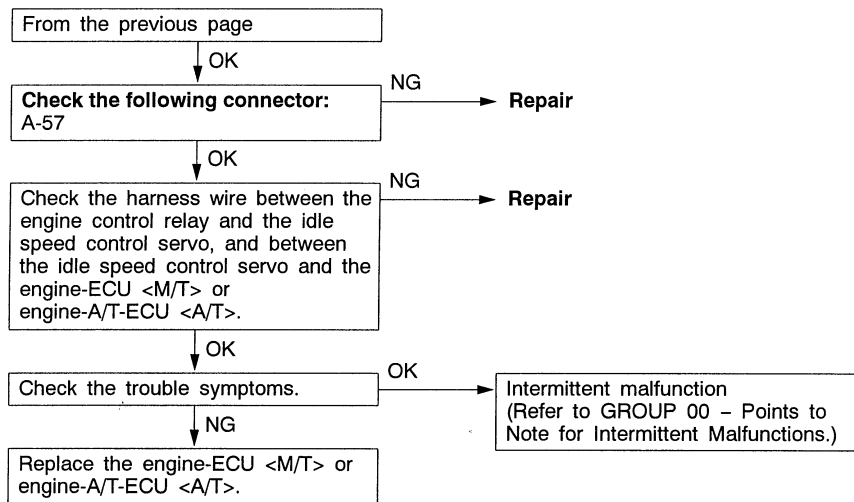 From the previous page
OK
Check the following connector:
A-57
NG
Repair
OK
Check the harness wire between the
engine control relay and the idle
speed control servo, and between
the idle speed control servo and the
engine-ECU <M/T> or
engine-A/T-ECU <A/T>.
NG
Repair
OK
Check the trouble symptoms.
OK
Intermittent malfunction
(Refer to GROUP 00 – Points to
Note for Intermittent Malfunctions.)
NG
Replace the engine-ECU <M/T> or
engine-A/T-ECU <A/T>.